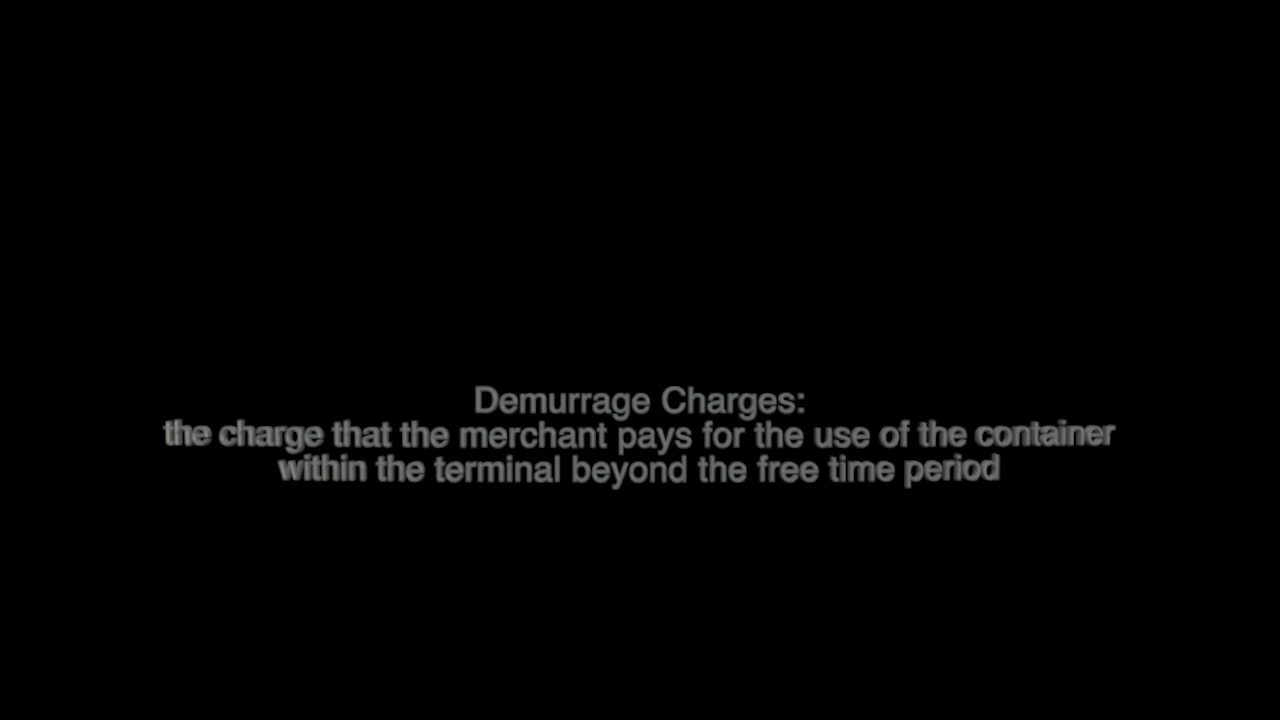 Demurrage Charges:
the charge that the merchant pays for the use of the container
within the terminal beyond the free time period